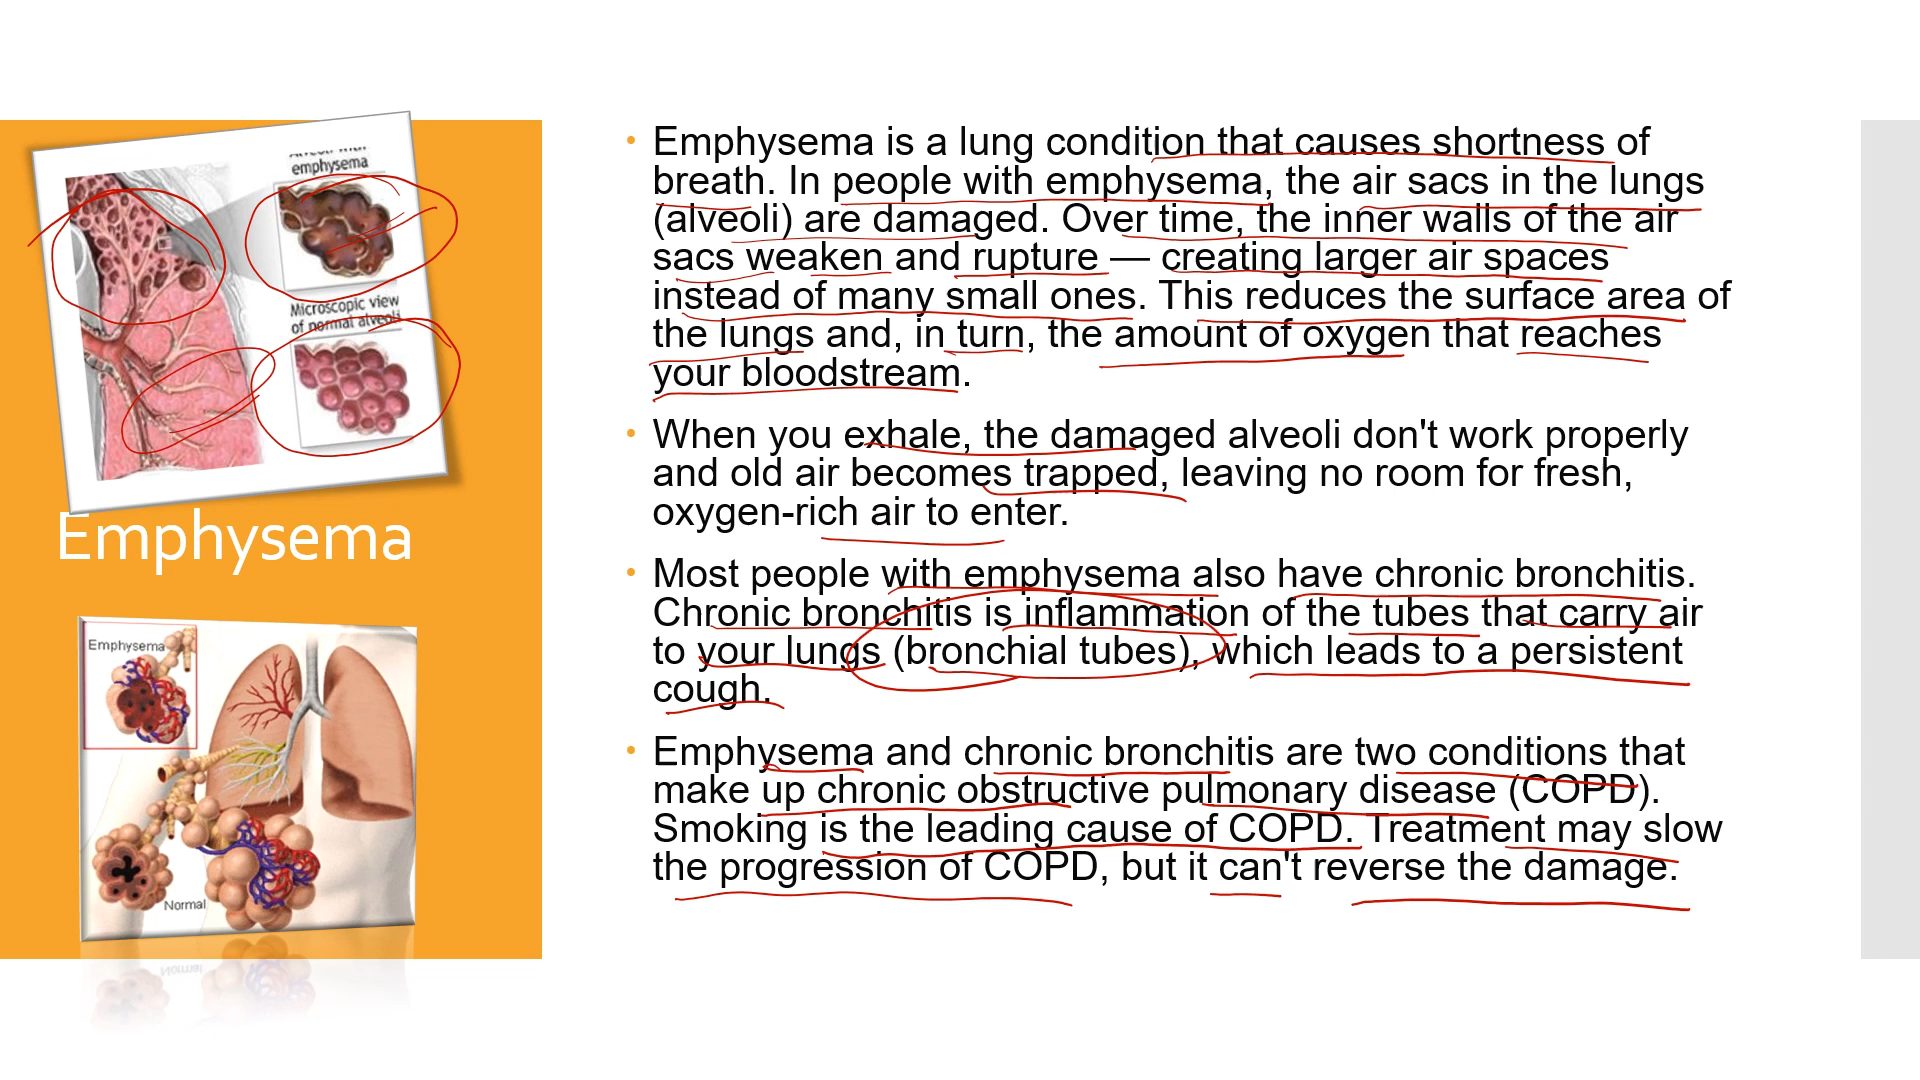 emphysema
Microscopic view
of normal alveoli
Emphysema
Emphysema
Normal
Emphysema is a lung condition that causes shortness of
breath. In people with emphysema, the air sacs in the lungs
(alveoli) are damaged. Over time, the inner walls of the air
sacs weaken and rupture — creating larger air spaces
instead of many small ones. This reduces the surface area of
the lungs and, in turn, the amount of oxygen that reaches
your bloodstream.
When you exhale, the damaged alveoli don't work properly
and old air becomes trapped, leaving no room for fresh,
oxygen-rich air to enter.
Most people with emphysema also have chronic bronchitis.
Chronic bronchitis is inflammation of the tubes that carry air
to your lungs (bronchial tubes), which leads to a persistent
cough.
Emphysema and chronic bronchitis are two conditions that
make up chronic obstructive pulmonary disease (COPD).
Smoking is the leading cause of COPD. Treatment may slow
the progression of COPD, but it can't reverse the damage.